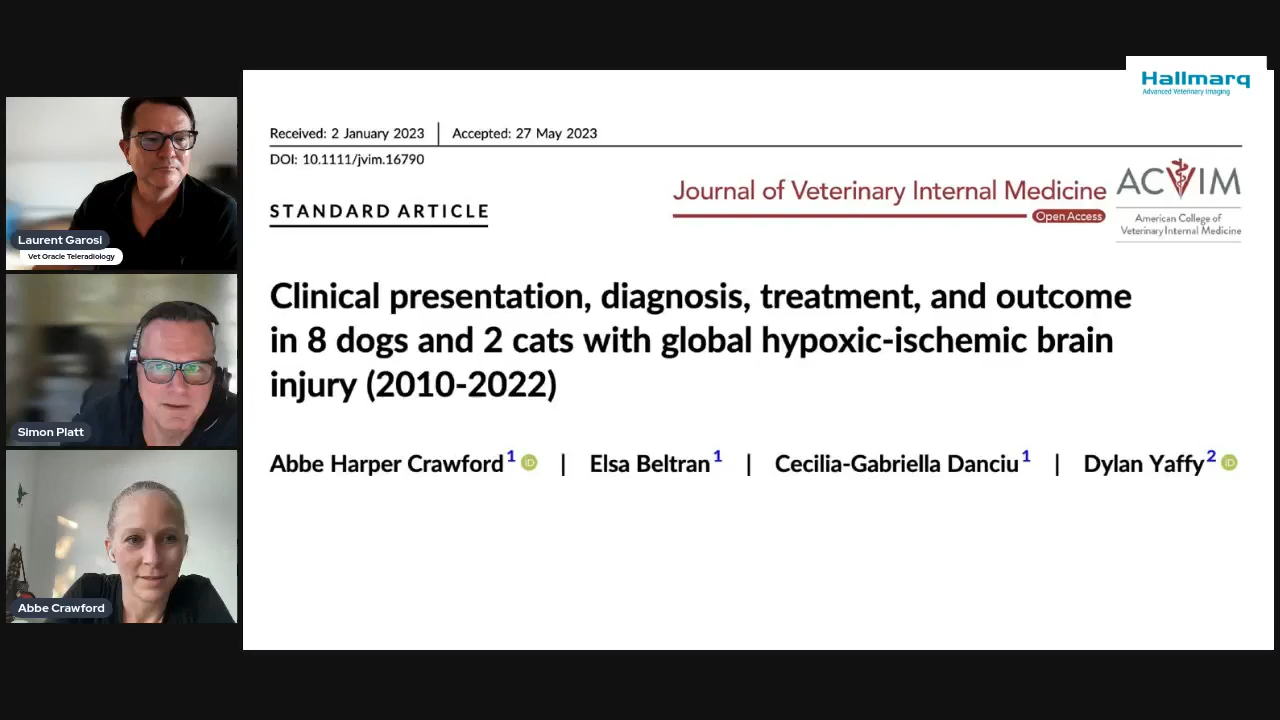 Hallmarq
Advanced Veterinary Imaging
Received: 2 January 2023 | Accepted: 27 May 2023
DOI: 10.1111/jvim.16790
STANDARD ARTICLE
Journal of Veterinary Internal Medicine
Open Access
ACVIM
American College of
Veterinary Internal Medicine
Clinical presentation, diagnosis, treatment, and outcome
in 8 dogs and 2 cats with global hypoxic-ischemic brain
injury (2010-2022)
Abbe Harper Crawford1 iD | Elsa Beltran1 | Cecilia-Gabriella Danciu1 | Dylan Yaffy2 iD
Laurent Garosi
Vet Oracle Teleradiology
Simon Platt
Abbe Crawford